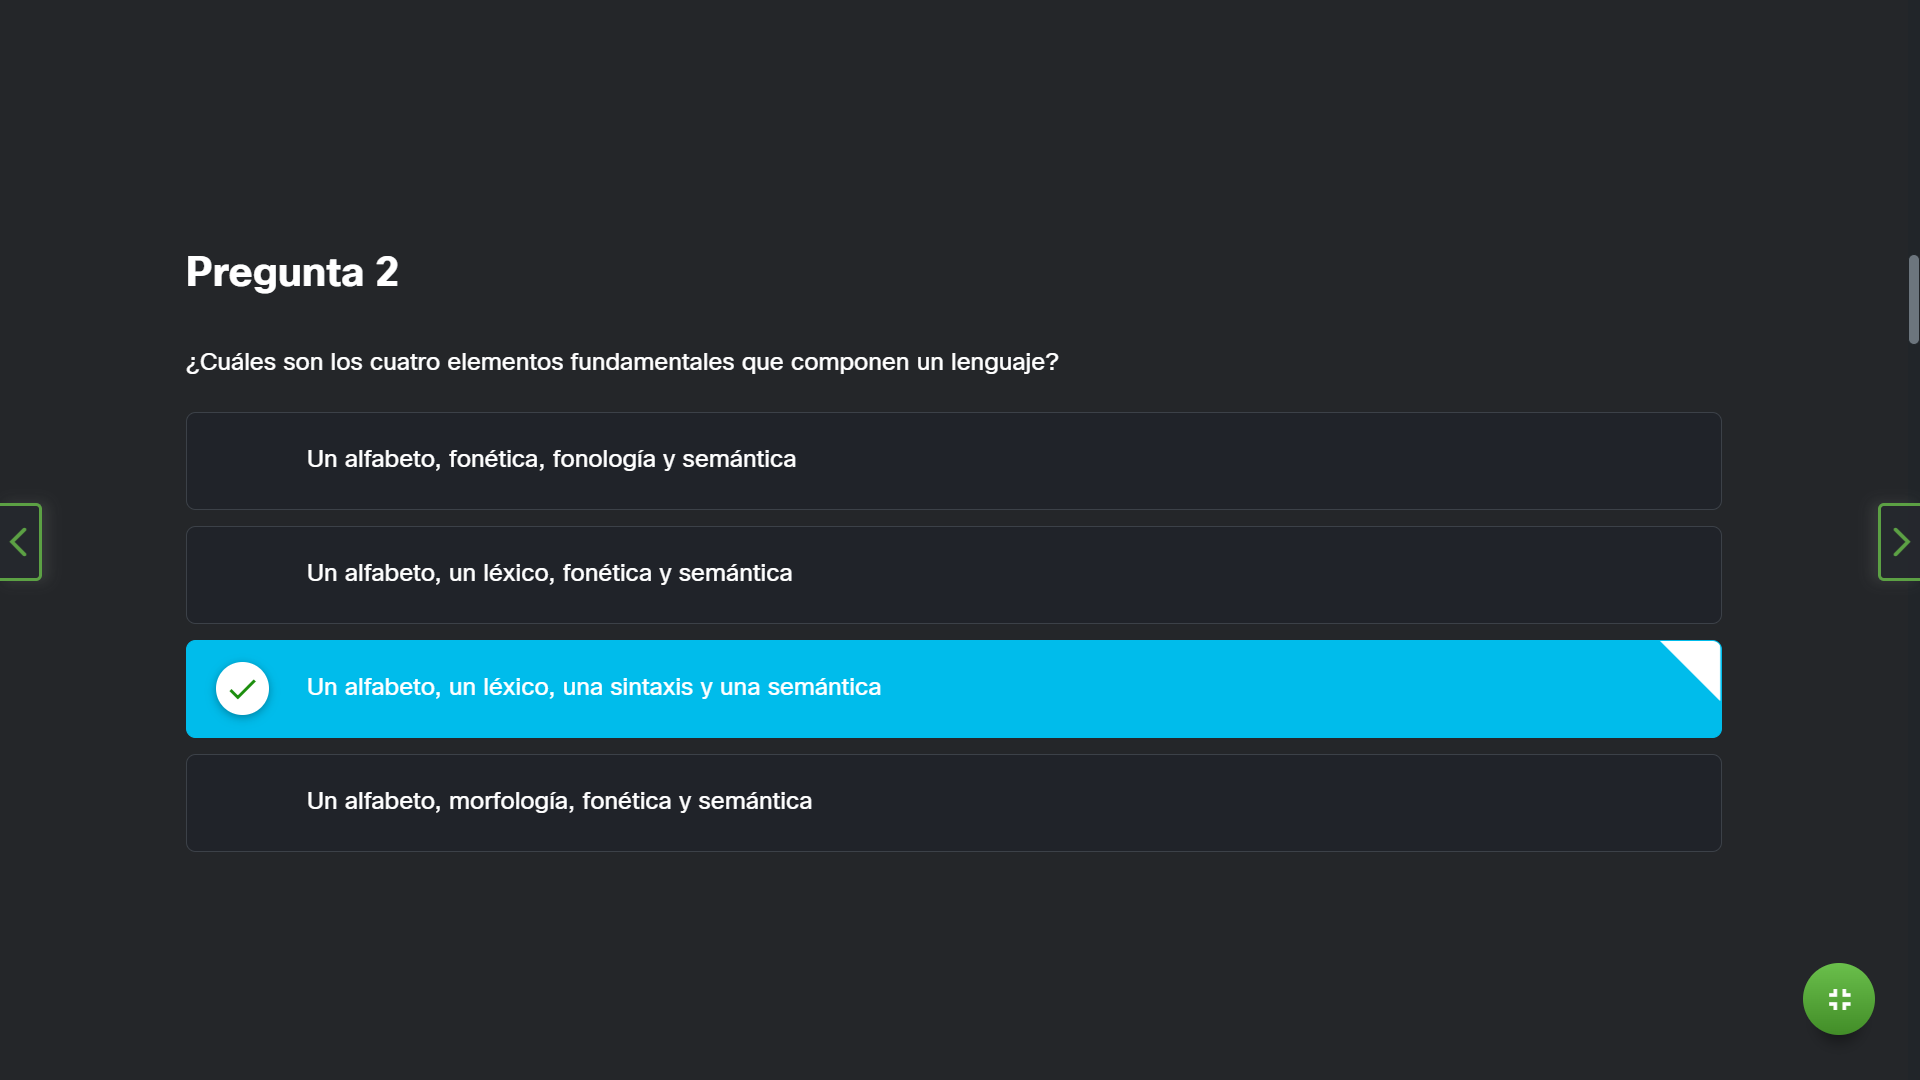 Pregunta 2
¿Cuáles son los cuatro elementos fundamentales que componen un lenguaje?
Un alfabeto, fonética, fonología y semántica
Un alfabeto, un léxico, fonética y semántica
Un alfabeto, un léxico, una sintaxis y una semántica
Un alfabeto, morfología, fonética y semántica